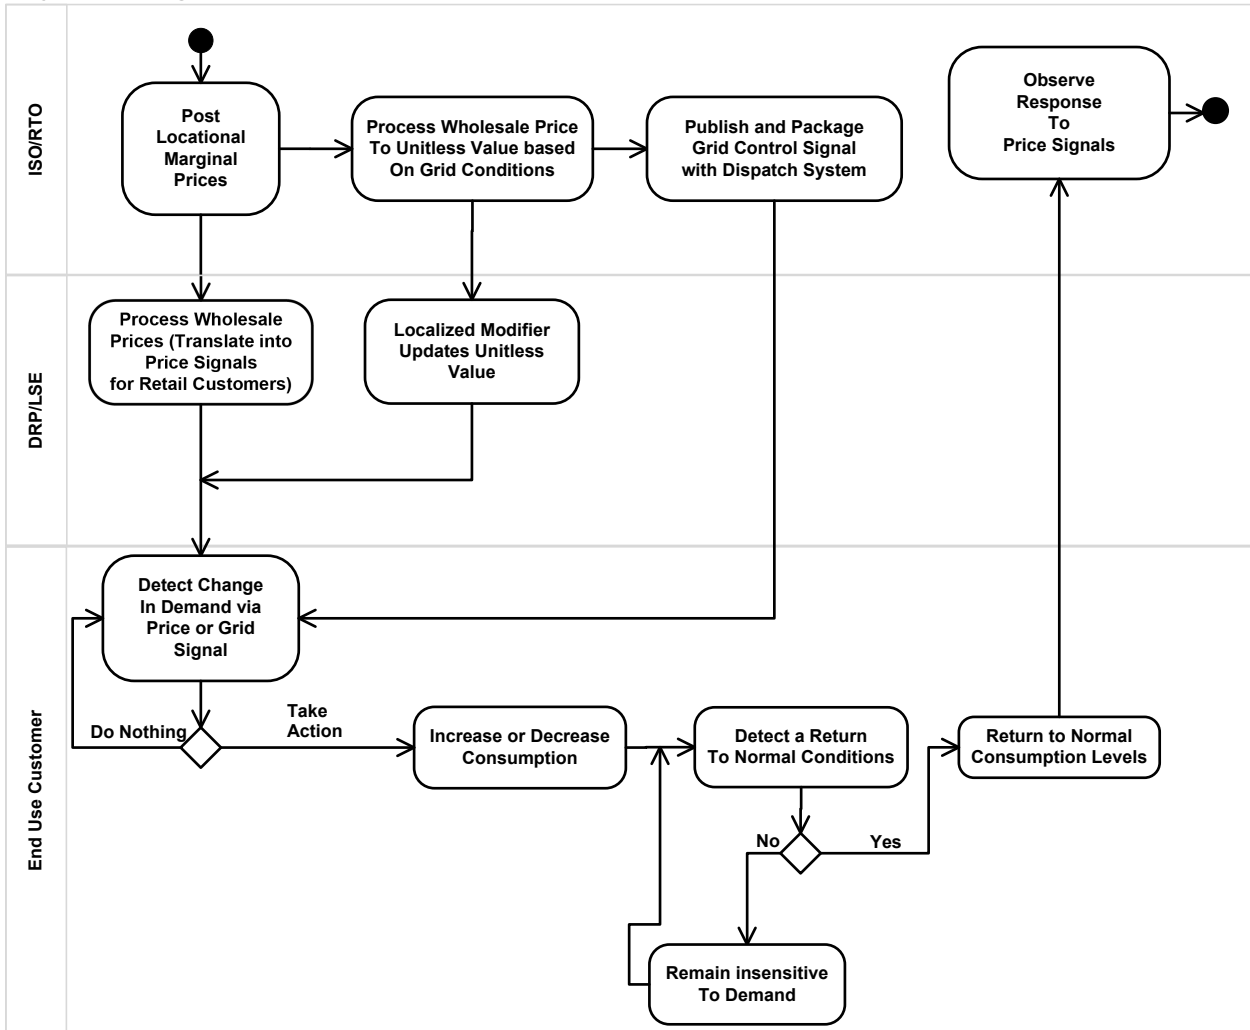 ISO/RTO
Post
Locational
Marginal
Prices
Process Wholesale Price
To Unitless Value based
On Grid Conditions
Publish and Package
Grid Control Signal
with Dispatch System
Observe
Response
To
Price Signals
DRP/LSE
Process Wholesale
Prices (Translate into
Price Signals
for Retail Customers)
Localized Modifier
Updates Unitless
Value
End Use Customer
Detect Change
In Demand via
Price or Grid
Signal
Do Nothing
Take
Action
Increase or Decrease
Consumption
Detect a Return
To Normal Conditions
Return to Normal
Consumption Levels
No
Yes
Remain insensitive
To Demand